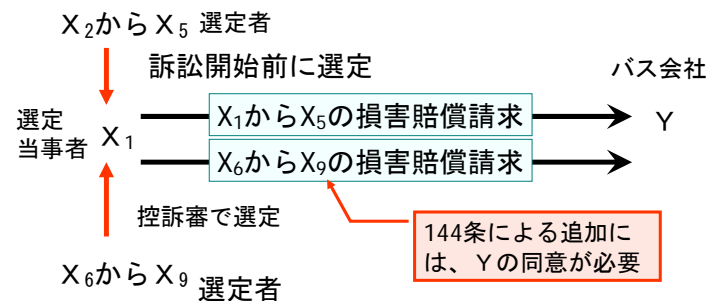 X₂からX₅ 選定者
訴訟開始前に選定
バス会社
選定
当事者 X₁
X₁からX₅の損害賠償請求
Y
X₆からX₉の損害賠償請求
控訴審で選定
144条による追加に
は、Yの同意が必要
X₆からX₉ 選定者